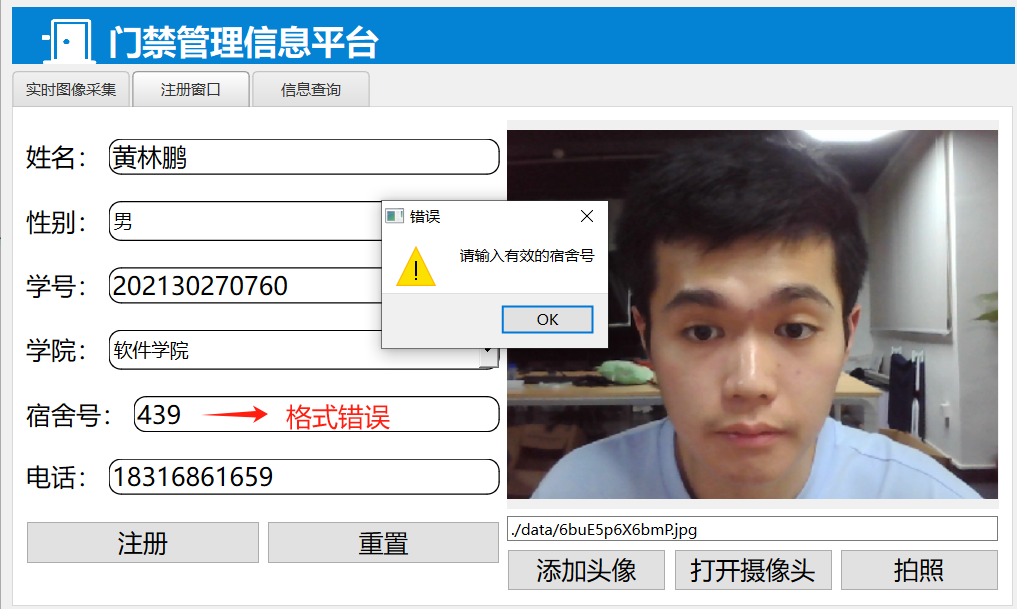 门禁管理信息平台
实时图像采集 注册窗口 信息查询
姓名： 黄林鹏
性别： 男
学号： 202130270760
学院： 软件学院
宿舍号： 439 格式错误
电话： 18316861659
注册 重置
错误
请输入有效的宿舍号
OK
./data/6buE5p6X6bmP.jpg
添加头像 打开摄像头 拍照